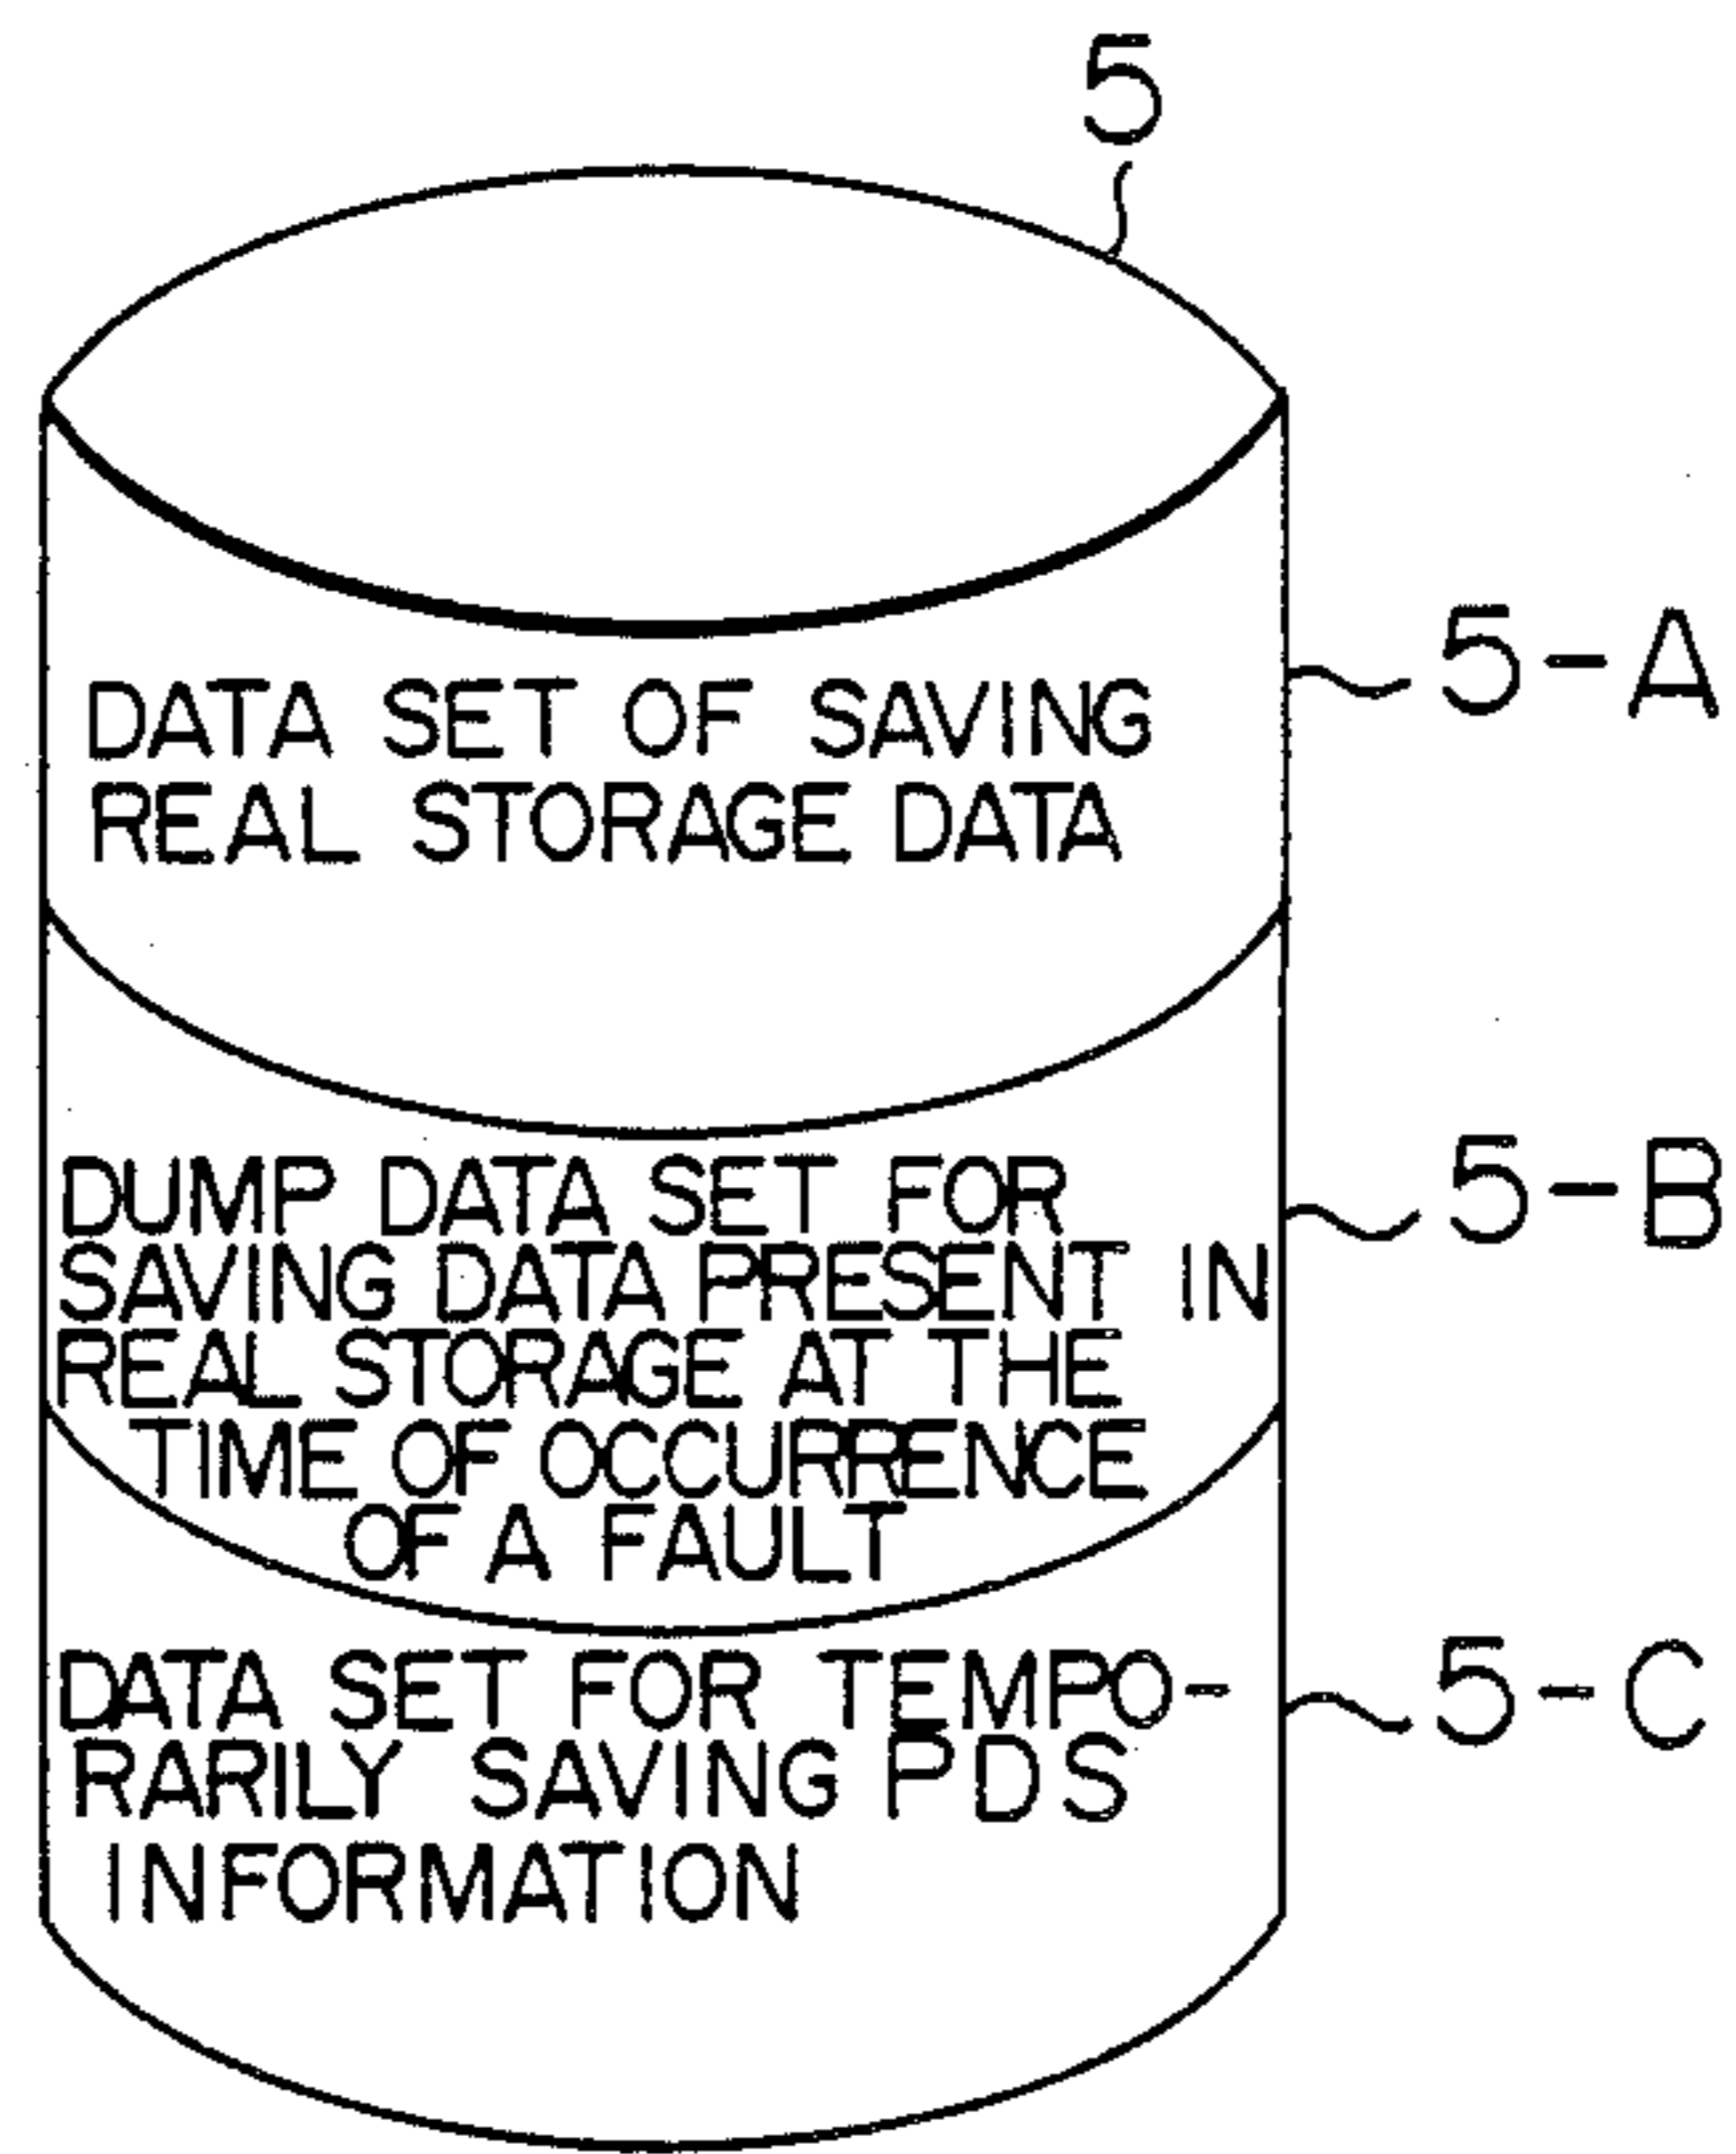 5
DATA SET OF SAVING
REAL STORAGE DATA
5-A
DUMP DATA SET FOR
SAVING DATA PRESENT IN
REAL STORAGE AT THE
TIME OF OCCURRENCE
OF A FAULT
5-B
DATA SET FOR TEMPO-
RARILY SAVING PDS
INFORMATION
5-C